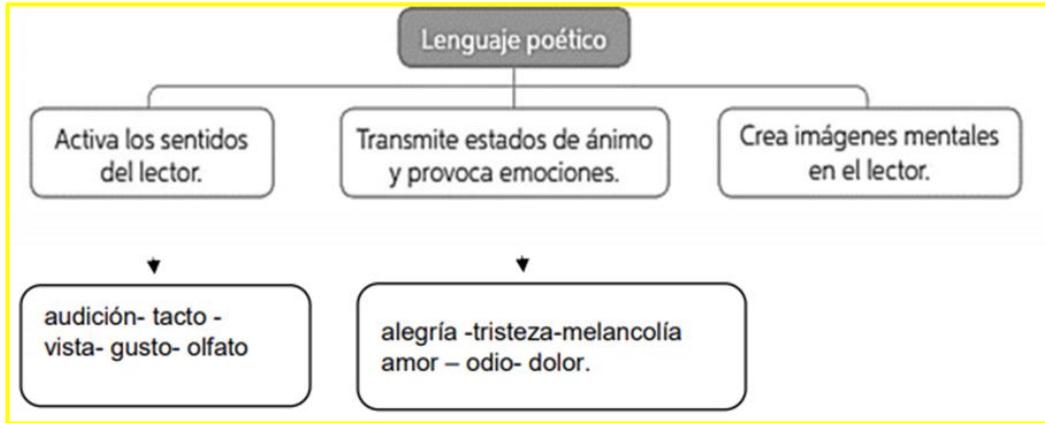 Lenguaje poético
Activa los sentidos
del lector.
Transmite estados de ánimo
y provoca emociones.
Crea imágenes mentales
en el lector.
audición- tacto -
vista- gusto- olfato
alegría -tristeza-melancolía
amor – odio- dolor.